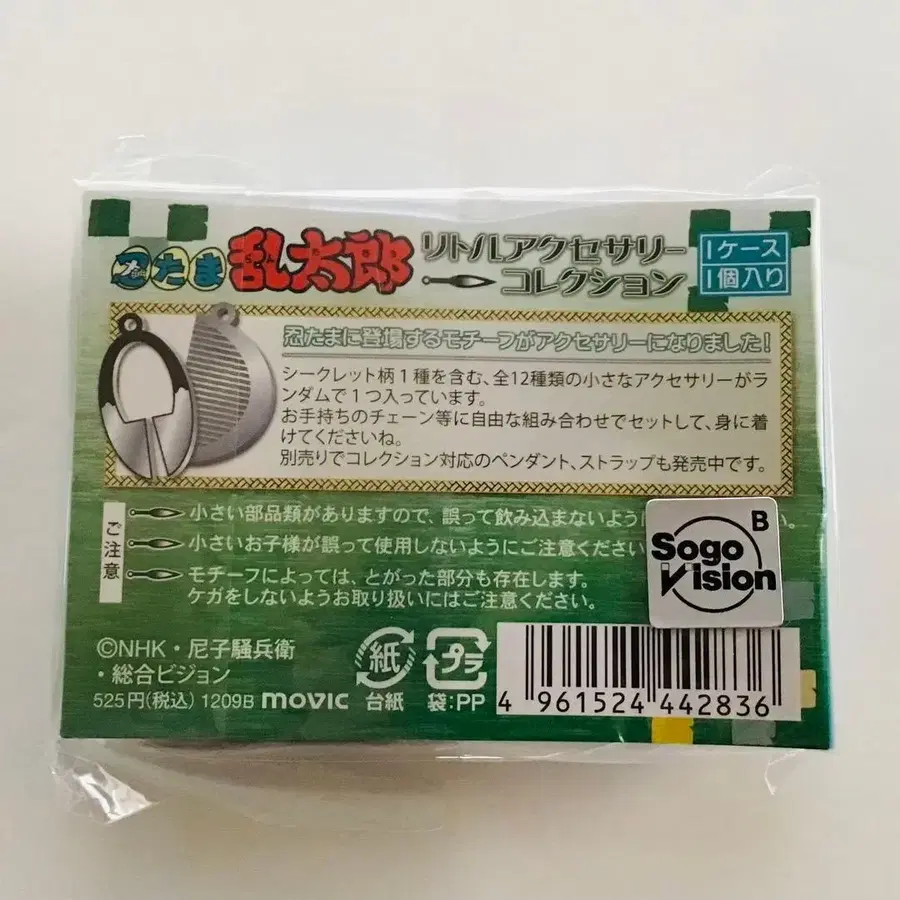 忍たま乱太郎 リトルアクセサリーコレクション
1ケース
1個入り
忍たまに登場するモチーフがアクセサリーになりました!
シークレット柄1種を含む、全12種類の小さなアクセサリーがラ
ンダムで1つ入っています。
お手持ちのチェーン等に自由な組み合わせでセットして、身に着
けてくださいね。
別売りでコレクション対応のペンダント、ストラップも発売中です。
ご注意
小さい部品類がありますので、誤って飲み込まないよう
い。
小さいお子様が誤って使用しないようにご注意ください
モチーフによっては、とがった部分も存在します。
ケガをしないようお取り扱いにはご注意ください。
B
Sogo
Vision
©NHK・尼子騒兵衛
・総合ビジョン
525円(税込) 1209B movic
紙
台紙
プラ
袋:PP
4 961524 442836